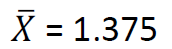 X̅ = 1.375